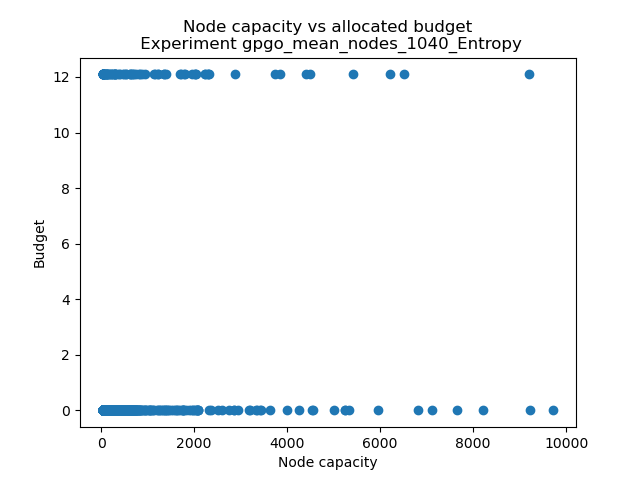 Node capacity vs allocated budget
Experiment gpgo_mean_nodes_1040_Entropy
12
10
8
6
4
2
0
Budget
0 2000 4000 6000 8000 10000
Node capacity